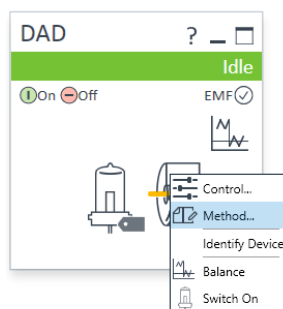 DAD ?
Idle
On Off EMF
Control...
Method...
Identify Device
Balance
Switch On